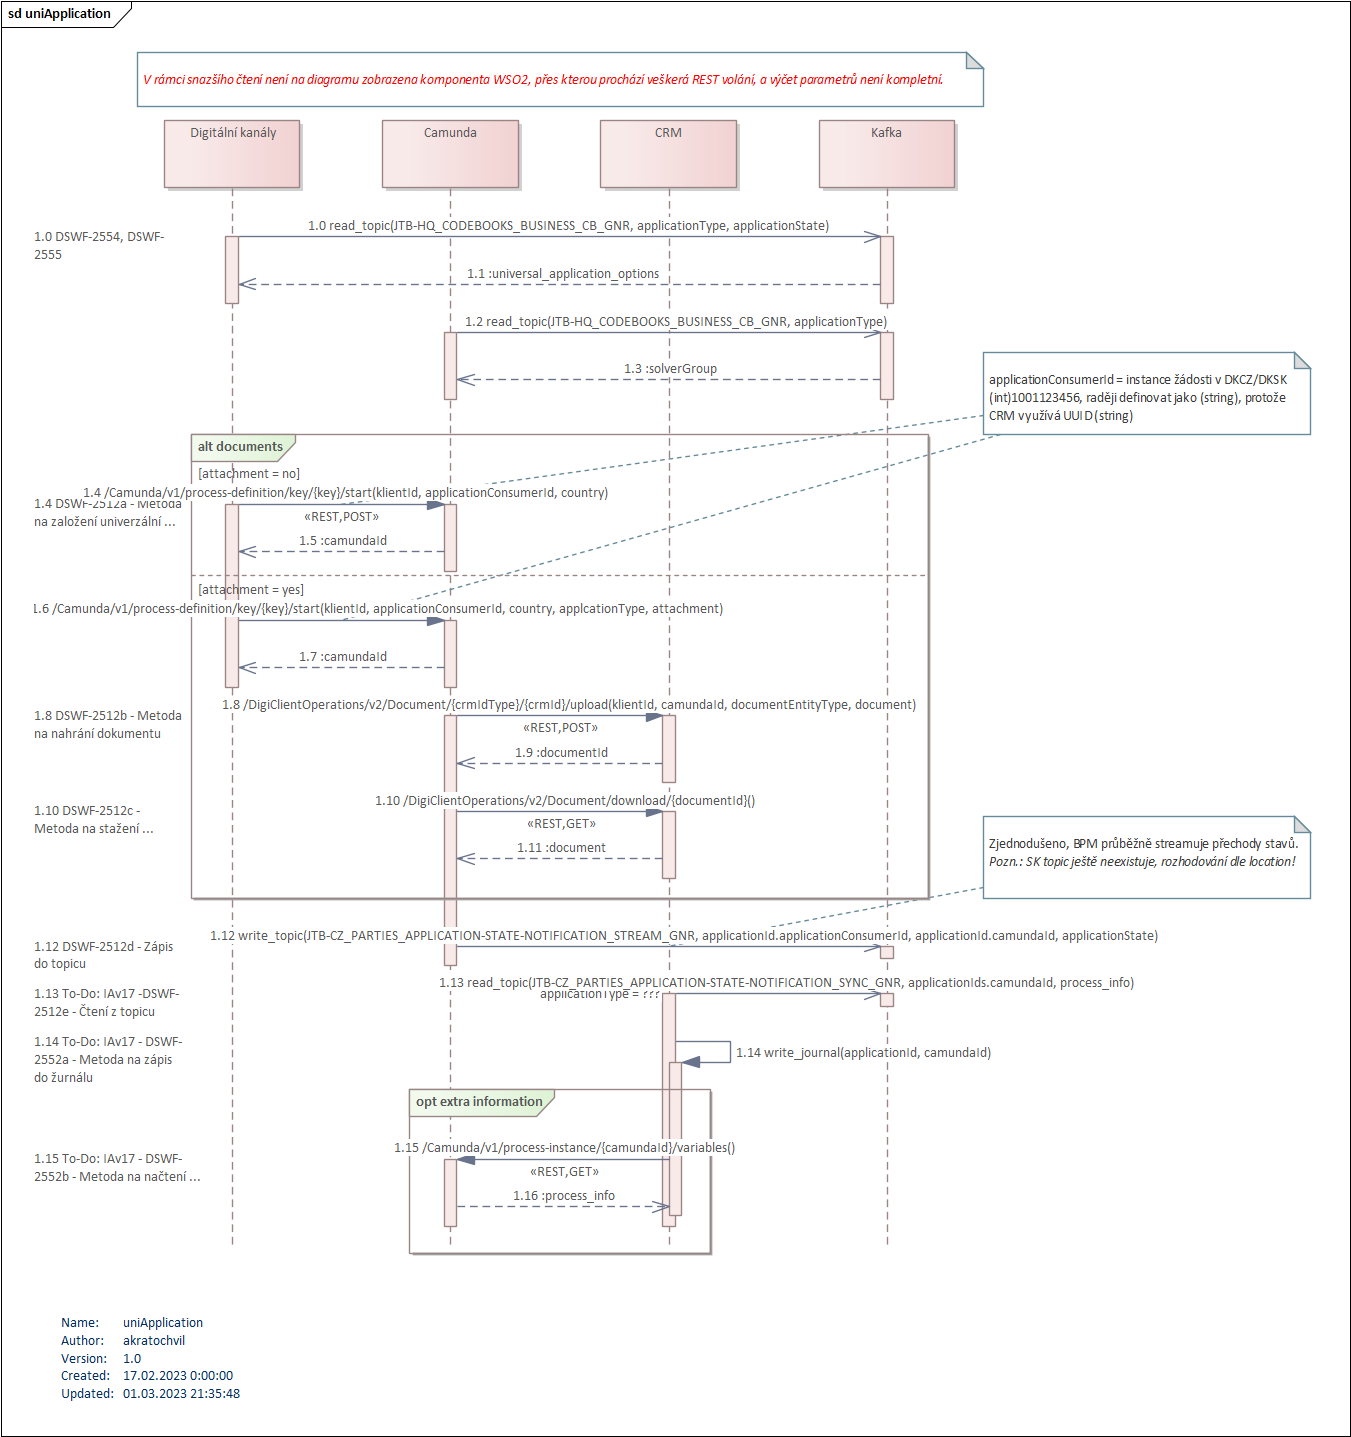 sd uniApplication
V rámci snazšího čtení není na diagramu zobrazena komponenta WSO2, přes kterou prochází veškerá REST volání, a výčet parametrů není kompletní.
Digitální kanály
Camunda
CRM
Kafka
1.0 DSWF-2554, DSWF-
2555
1.0 read_topic(JTB-HQ_CODEBOOKS_BUSINESS_CB_GNR, applicationType, applicationState)
1.1 :universal_application_options
1.2 read_topic(JTB-HQ_CODEBOOKS_BUSINESS_CB_GNR, applicationType)
1.3 :solverGroup
applicationConsumerId = instance žádosti v DKCZ/DKSK
(int)1001123456, raději definovat jako (string), protože
CRM využívá UUID (string)
alt documents
[attachment = no]
1.4 /Camunda/v1/process-definition/key/{key}/start(klientId, applicationConsumerId, country)
1.4 DSWF-2512a - Metoda
na založení univerzální ...
«REST,POST»
1.5 :camundaId
[attachment = yes]
1.6 /Camunda/v1/process-definition/key/{key}/start(klientId, applicationConsumerId, country, applcationType, attachment)
1.7 :camundaId
1.8 /DigiClientOperations/v2/Document/{crmIdType}/{crmId}/upload(klientId, camundaId, documentEntityType, document)
1.8 DSWF-2512b - Metoda
na nahrání dokumentu
«REST,POST»
1.9 :documentId
1.10 /DigiClientOperations/v2/Document/download/{documentId}()
1.10 DSWF-2512c -
Metoda na stažení ...
«REST,GET»
1.11 :document
Zjednodušeno, BPM průběžně streamuje přechody stavů.
Pozn.: SK topic ještě neexistuje, rozhodování dle location!
1.12 write_topic(JTB-CZ_PARTIES_APPLICATION-STATE-NOTIFICATION_STREAM_GNR, applicationId.applicationConsumerId, applicationId.camundaId, applicationState)
1.12 DSWF-2512d - Zápis
do topicu
1.13 read_topic(JTB-CZ_PARTIES_APPLICATION-STATE-NOTIFICATION_SYNC_GNR, applicationIds.camundaId, process_info)
applicationType = ???
1.13 To-Do: IAv17 -DSWF-
2512e - Čtení z topicu
1.14 To-Do: IAv17 - DSWF-
2552a - Metoda na zápis
do žurnálu
1.14 write_journal(applicationId, camundaId)
opt extra information
1.15 /Camunda/v1/process-instance/{camundaId}/variables()
1.15 To-Do: IAv17 - DSWF-
2552b - Metoda na načtení ...
«REST,GET»
1.16 :process_info
Name: uniApplication
Author: akratochvil
Version: 1.0
Created: 17.02.2023 0:00:00
Updated: 01.03.2023 21:35:48